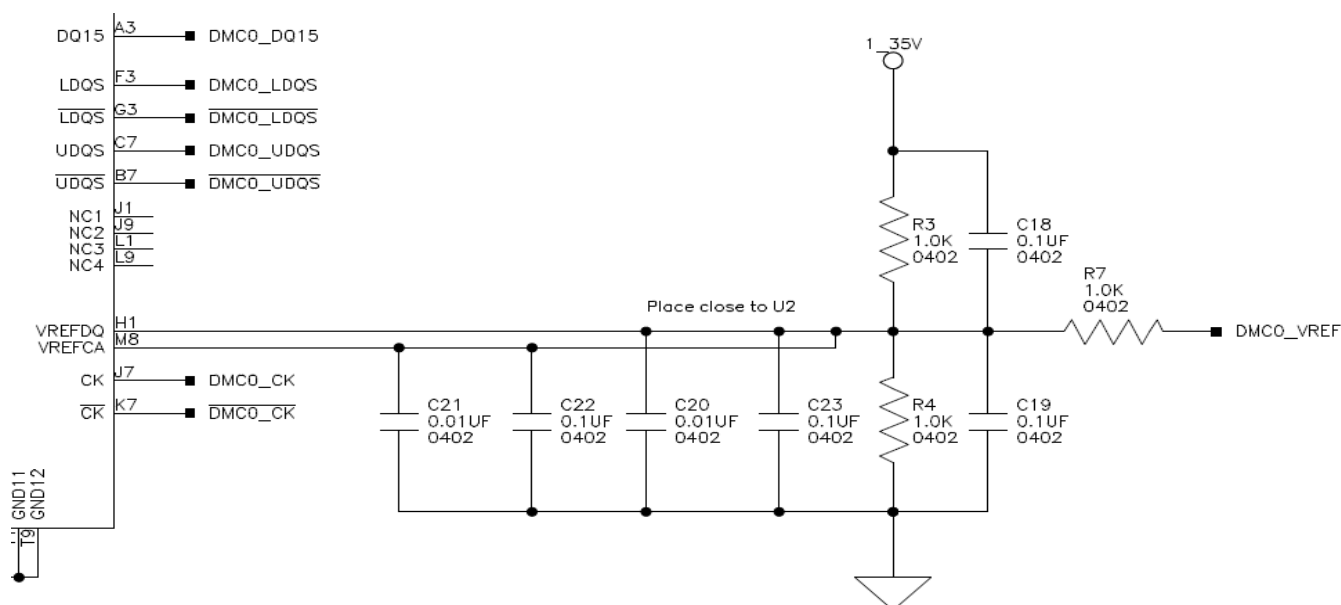 DQ15 A3 DMC0_DQ15
LDQS F3 DMC0_LDQS
LDQS G3 DMC0_LDQS
UDQS C7 DMC0_UDQS
UDQS B7 DMC0_UDQS
NC1 J1
NC2 J9
NC3 L1
NC4 L9
VREFDQ H1
VREFCA M8
CK J7 DMC0_CK
CK K7 DMC0_CK
GND11
GND12
T9
Place close to U2
1_35V
R3
1.0K
0402
C18
0.1UF
0402
R7
1.0K
0402
DMC0_VREF
C21
0.01UF
0402
C22
0.1UF
0402
C20
0.01UF
0402
C23
0.1UF
0402
R4
1.0K
0402
C19
0.1UF
0402